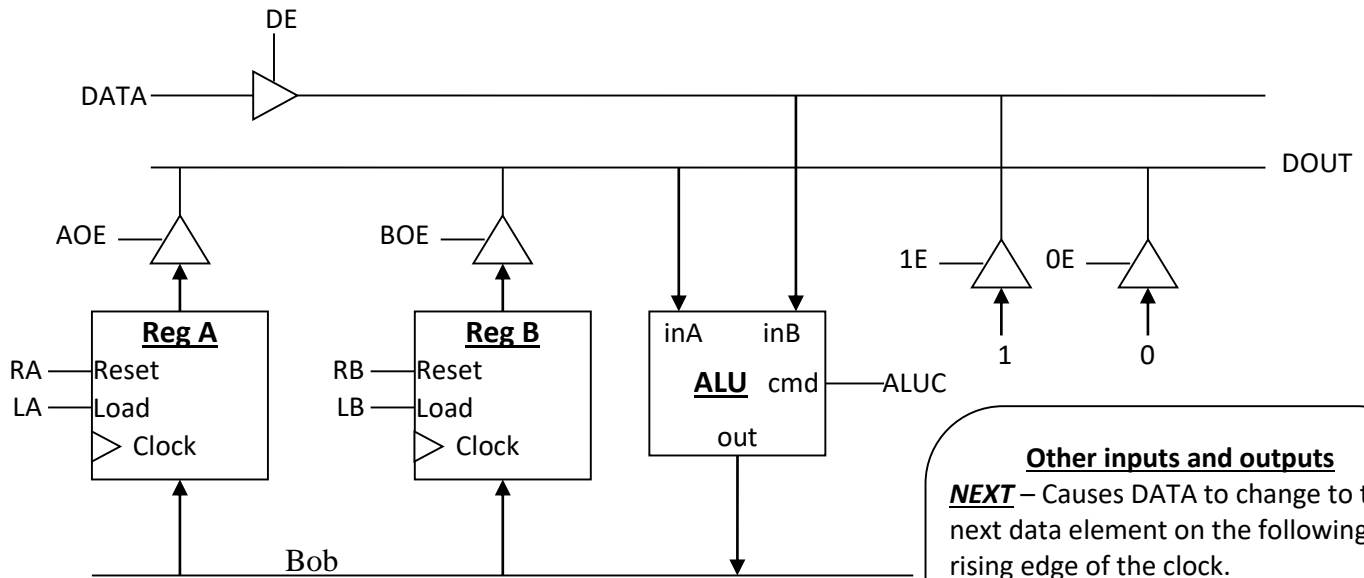 DE
DATA
DOUT
AOE
BOE
1E
0E
Reg A
Reg B
inA inB
1
0
RA
Reset
RB
Reset
ALU cmd
ALUC
LA
Load
LB
Load
Clock
Clock
out
Other inputs and outputs
NEXT – Causes DATA to change to
next data element on the following
rising edge of the clock.
Bob